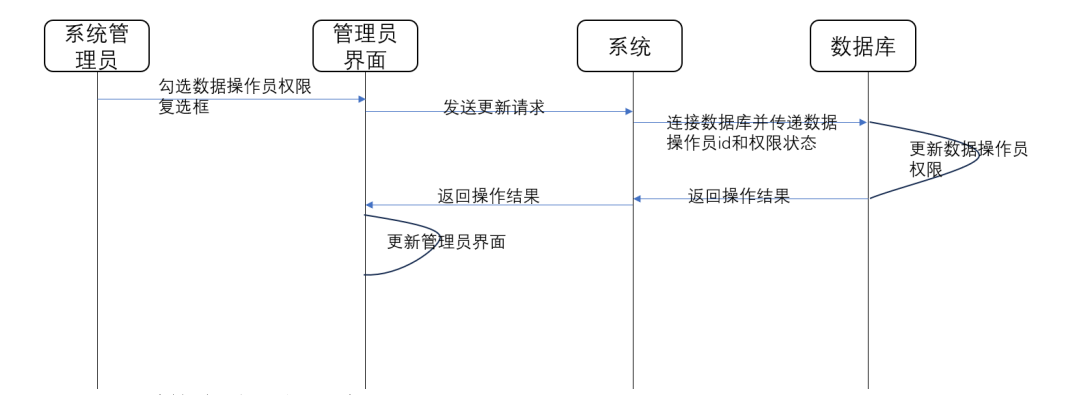 系统管
理员
管理员
界面
系统
数据库
勾选数据操作员权限
复选框
发送更新请求
连接数据库并传递数据
操作员id和权限状态
更新数据操作员
权限
返回操作结果
返回操作结果
更新管理员界面